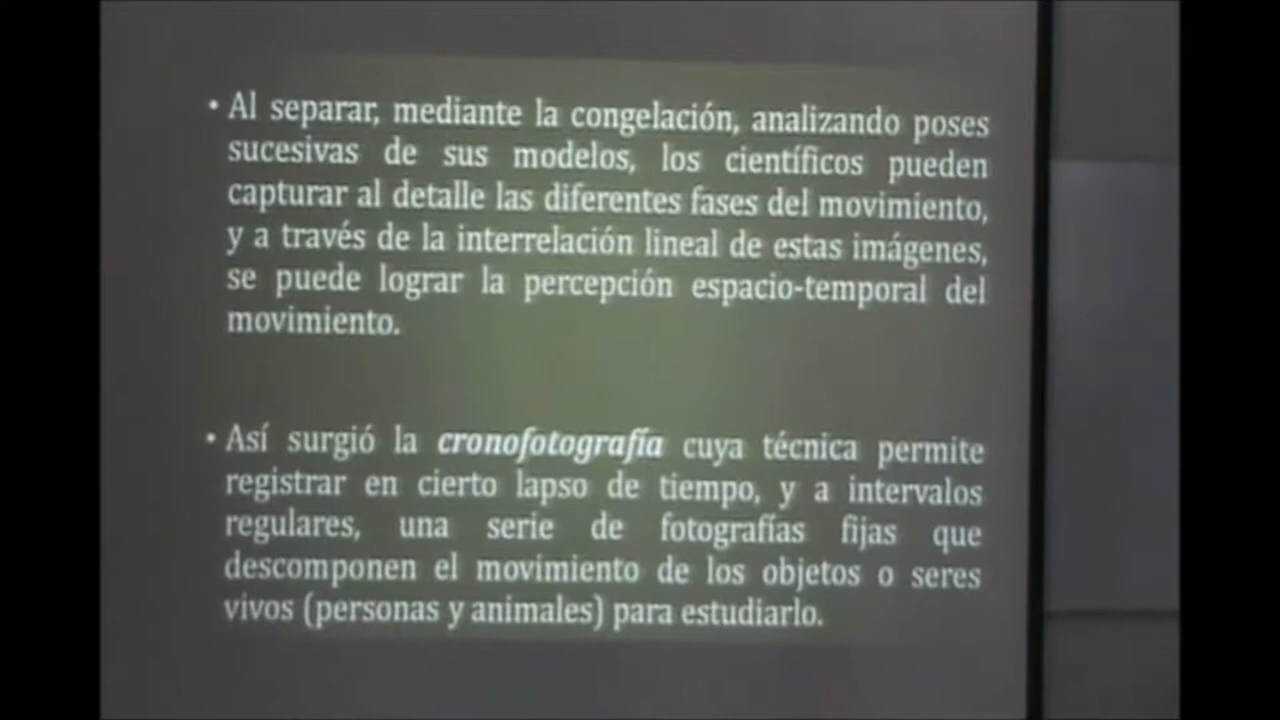 • Al separar, mediante la congelación, analizando poses
sucesivas de sus modelos, los científicos pueden
capturar al detalle las diferentes fases del movimiento,
y a través de la interrelación lineal de estas imágenes,
se puede lograr la percepción espacio-temporal del
movimiento.
• Así surgió la cronofotografía cuya técnica permite
registrar en cierto lapso de tiempo, y a intervalos
regulares, una serie de fotografías fijas que
descomponen el movimiento de los objetos o seres
vivos (personas y animales) para estudiarlo.